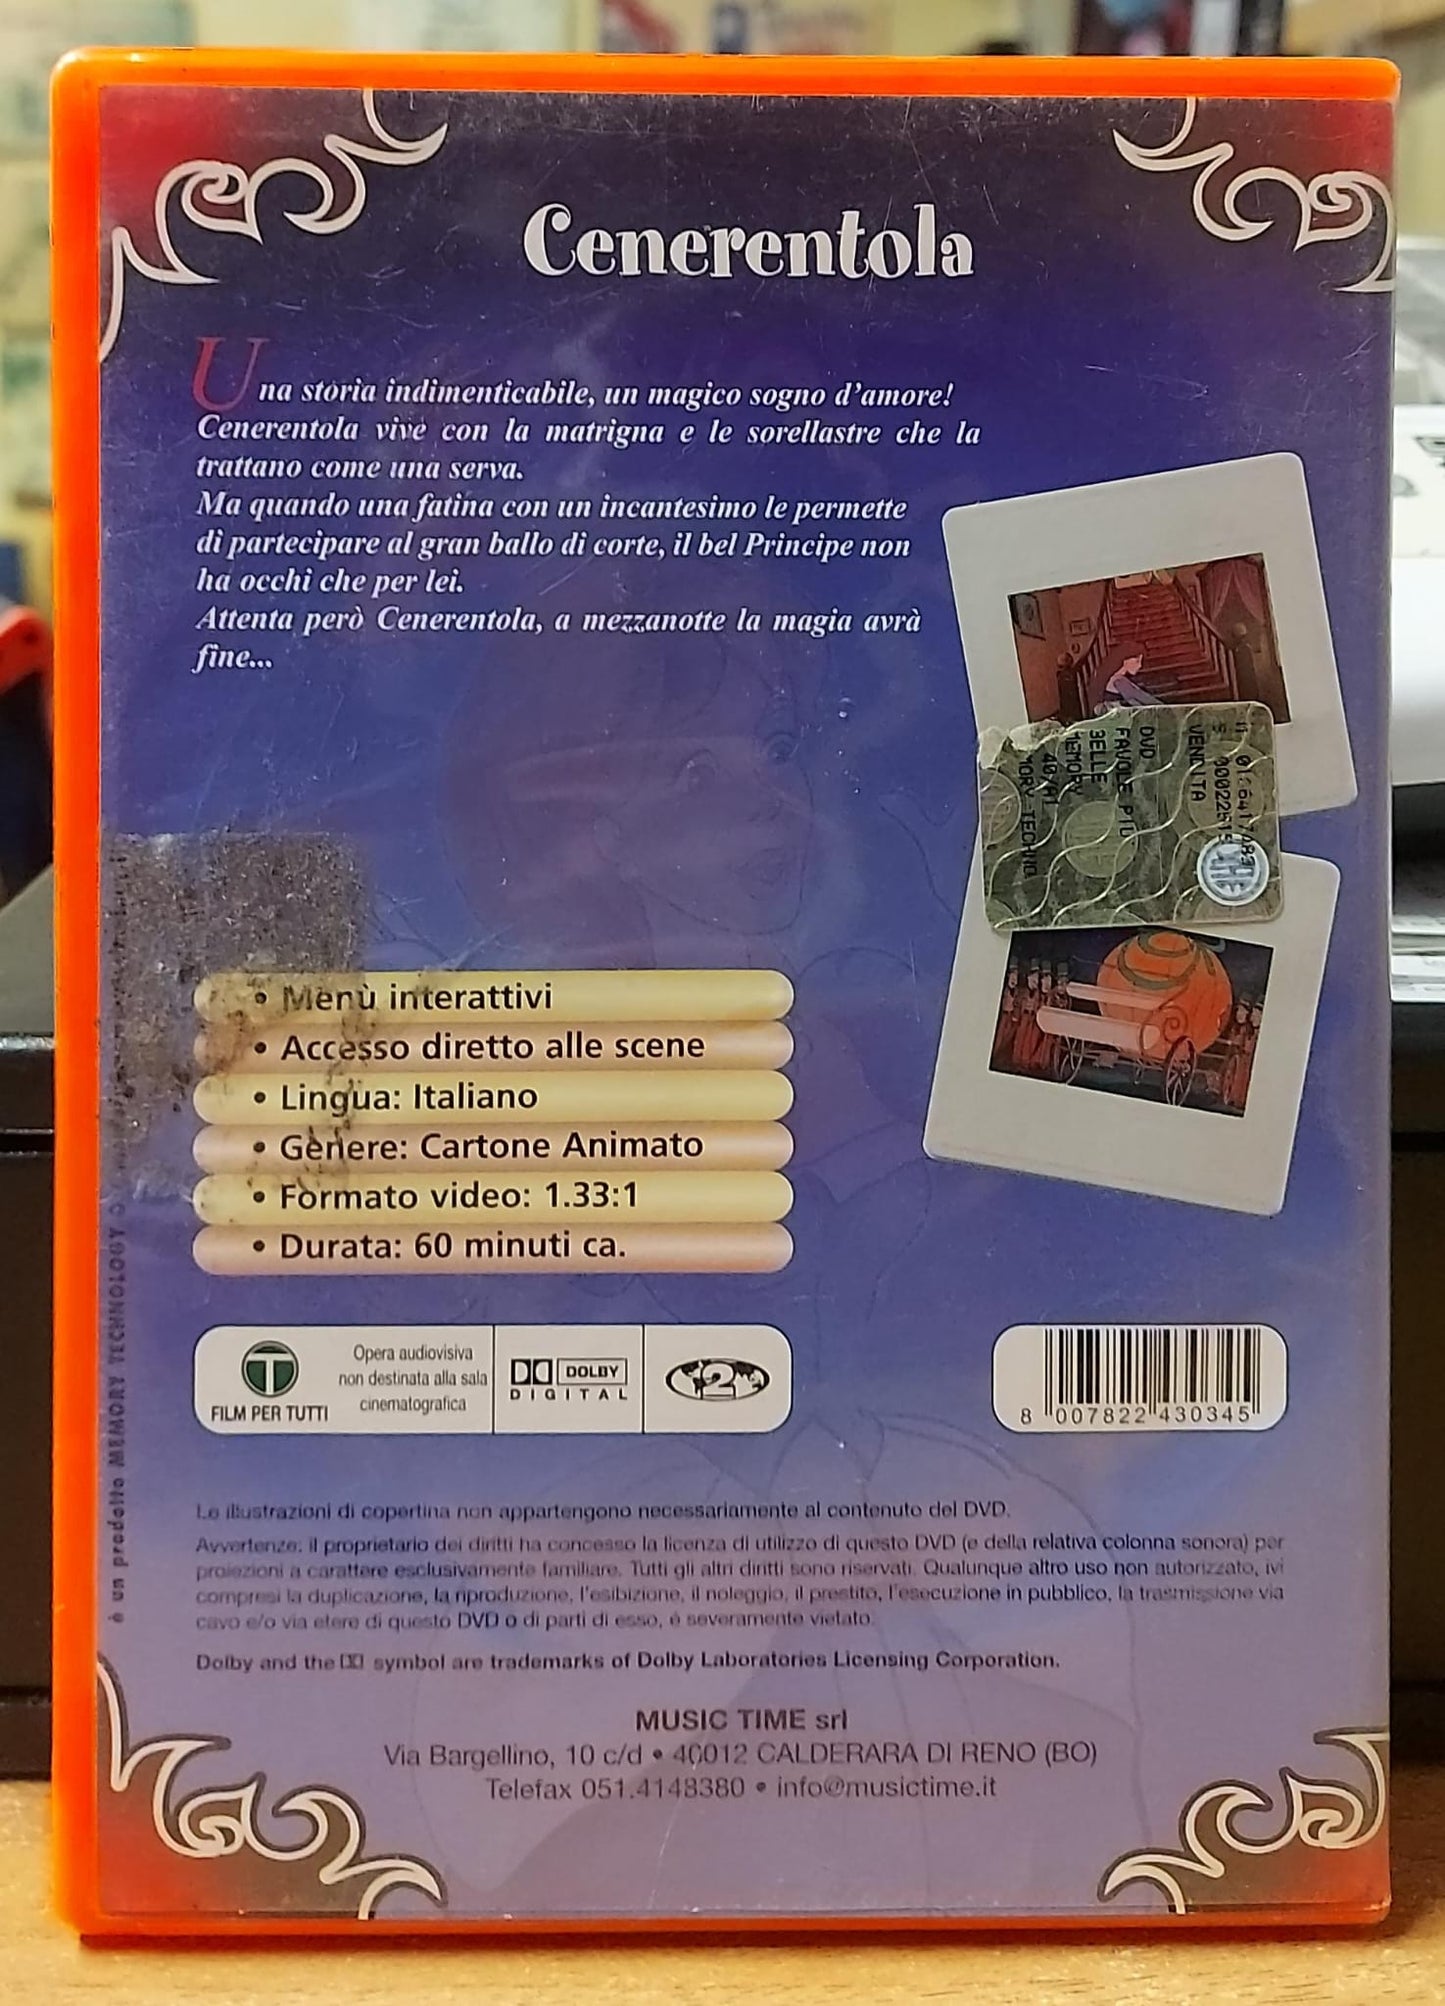 Cenerentola
Una storia indimenticabile, un magico sogno d'amore!
Cenerentola vive con la matrigna e le sorellastre che la
trattano come una serva.
Ma quando una fatina con un incantesimo le permette
di partecipare al gran ballo di corte, il bel Principe non
ha occhi che per lei.
Attenta però Cenerentola, a mezzanotte la magia avrà
fine...
VENDITA
DVD
FAVOLE PIU
BELLE
MEMORY
40/A1
TECHNO
• Menù interattivi
• Accesso diretto alle scene
• Lingua: Italiano
• Genere: Cartone Animato
• Formato video: 1.33:1
• Durata: 60 minuti ca.
T
FILM PER TUTTI
Opera audiovisiva
non destinata alla sala
cinematografica
DOLBY
DIGITAL
2
8 007822 430345
è un prodotto MEMORY TECHNOLOGY
Le illustrazioni di copertina non appartengono necessariamente al contenuto del DVD.
Avvertenze: il proprietario dei diritti ha concesso la licenza di utilizzo di questo DVD (e della relativa colonna sonora) per
proiezioni a carattere esclusivamente familiare. Tutti gli altri diritti sono riservati. Qualunque altro uso non autorizzato, ivi
compresi la duplicazione, la riproduzione, l'esibizione, il noleggio, il prestito, l'esecuzione in pubblico, la trasmissione via
cavo e/o via etere di questo DVD o di parti di esso, è severamente vietato.
Dolby and the symbol are trademarks of Dolby Laboratories Licensing Corporation.
MUSIC TIME srl
Via Bargellino, 10 c/d • 40012 CALDERARA DI RENO (BO)
Telefax 051.4148380 • info@musictime.it